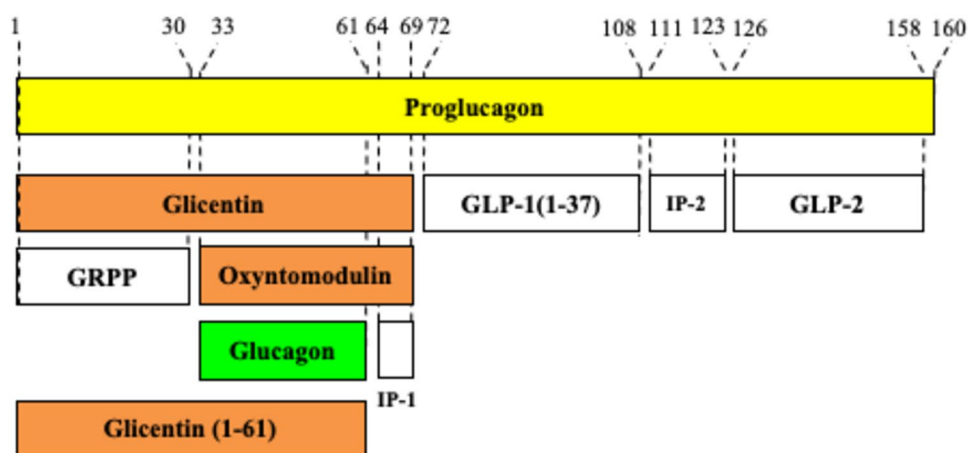 1 30 33 61 64 69 72 108 111 123 126 158 160
Proglucagon
Glicentin GLP-1(1-37) IP-2 GLP-2
GRPP Oxyntomodulin
Glucagon
IP-1
Glicentin (1-61)